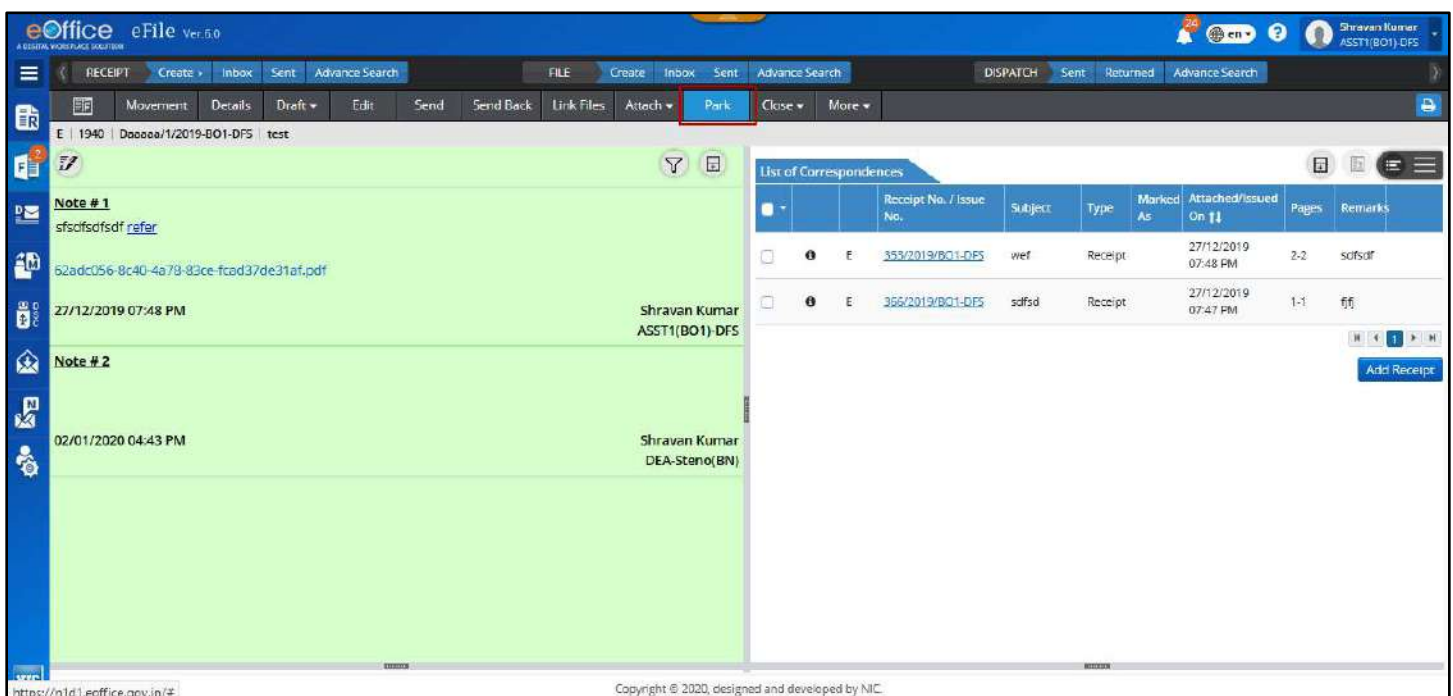 eOffice eFile Ver.6.0
A DIGITAL WORKPLACE SOLUTION
24 en ? Shravan Kumar
ASST1(BO1)-DFS
RECEIPT Create Inbox Sent Advance Search FILE Create Inbox Sent Advance Search DISPATCH Sent Returned Advance Search
Movement Details Draft Edit Send Send Back Link Files Attach Park Close More
E | 1940 | Daaaaa/1/2019-BO1-DFS | test
List of Correspondences
Receipt No. / Issue No. Subject Type Marked As Attached/Issued On Pages Remarks
E 355/2019/BO1-DFS wef Receipt 27/12/2019 07:48 PM 2-2 sdfsdf
E 366/2019/BO1-DFS sdfsd Receipt 27/12/2019 07:47 PM 1-1 fjfj
1
Add Receipt
Note # 1
sfsdfsdfsdf refer
62adc056-8c40-4a78-83ce-fcad37de31af.pdf
27/12/2019 07:48 PM Shravan Kumar
ASST1(BO1)-DFS
Note # 2
02/01/2020 04:43 PM Shravan Kumar
DEA-Steno(BN)
https://n1d1.eoffice.gov.in/#
Copyright © 2020, designed and developed by NIC.